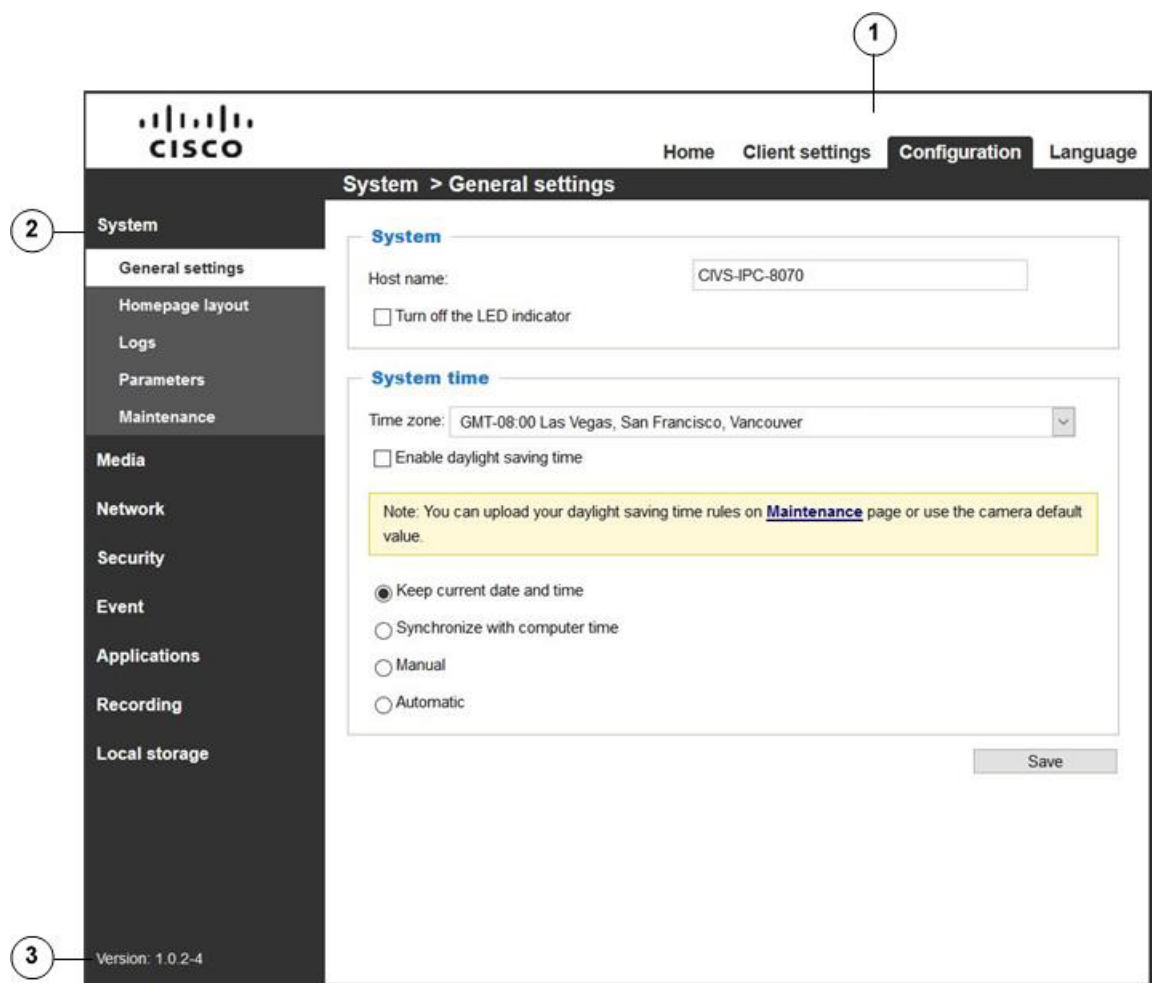 1
CISCO
Home Client settings Configuration Language
System > General settings
2
System
General settings
Homepage layout
Logs
Parameters
Maintenance
Media
Network
Security
Event
Applications
Recording
Local storage
3
Version: 1.0.2-4
System
Host name: CIVS-IPC-8070
Turn off the LED indicator
System time
Time zone: GMT-08:00 Las Vegas, San Francisco, Vancouver
Enable daylight saving time
Note: You can upload your daylight saving time rules on Maintenance page or use the camera default
value.
Keep current date and time
Synchronize with computer time
Manual
Automatic
Save